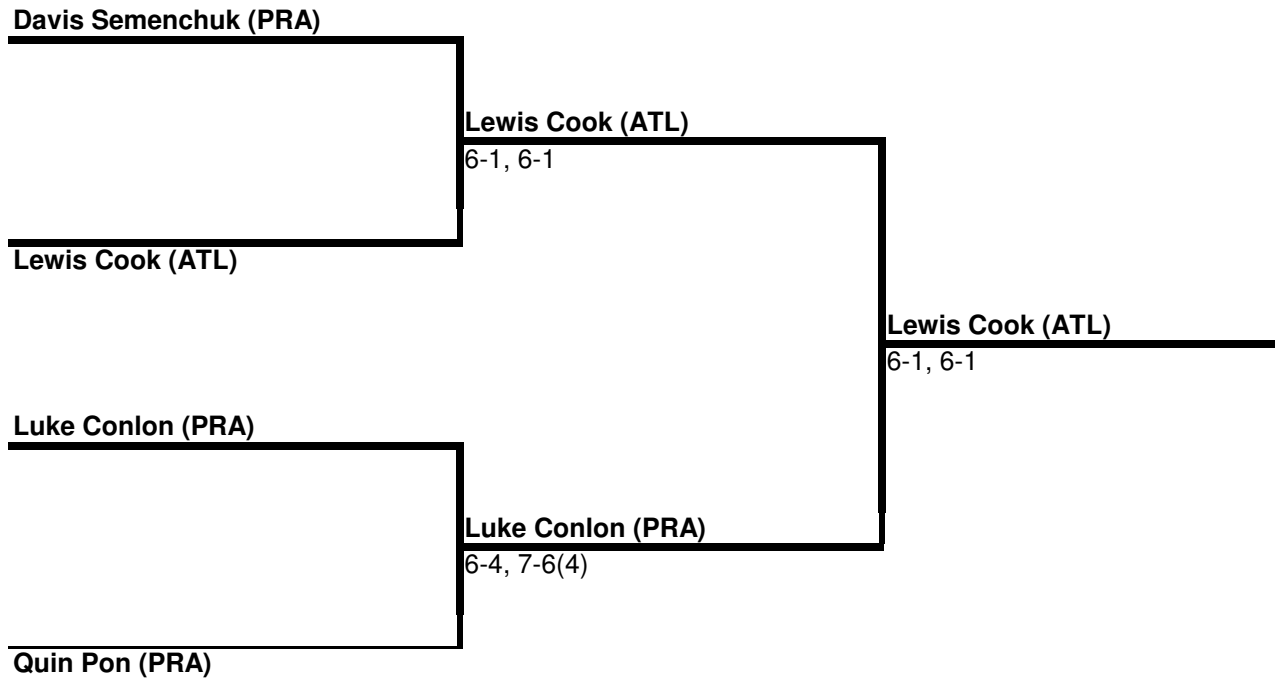 Davis Semenchuk (PRA)
Lewis Cook (ATL)
6-1, 6-1
Lewis Cook (ATL)
Lewis Cook (ATL)
6-1, 6-1
Luke Conlon (PRA)
Luke Conlon (PRA)
6-4, 7-6(4)
Quin Pon (PRA)